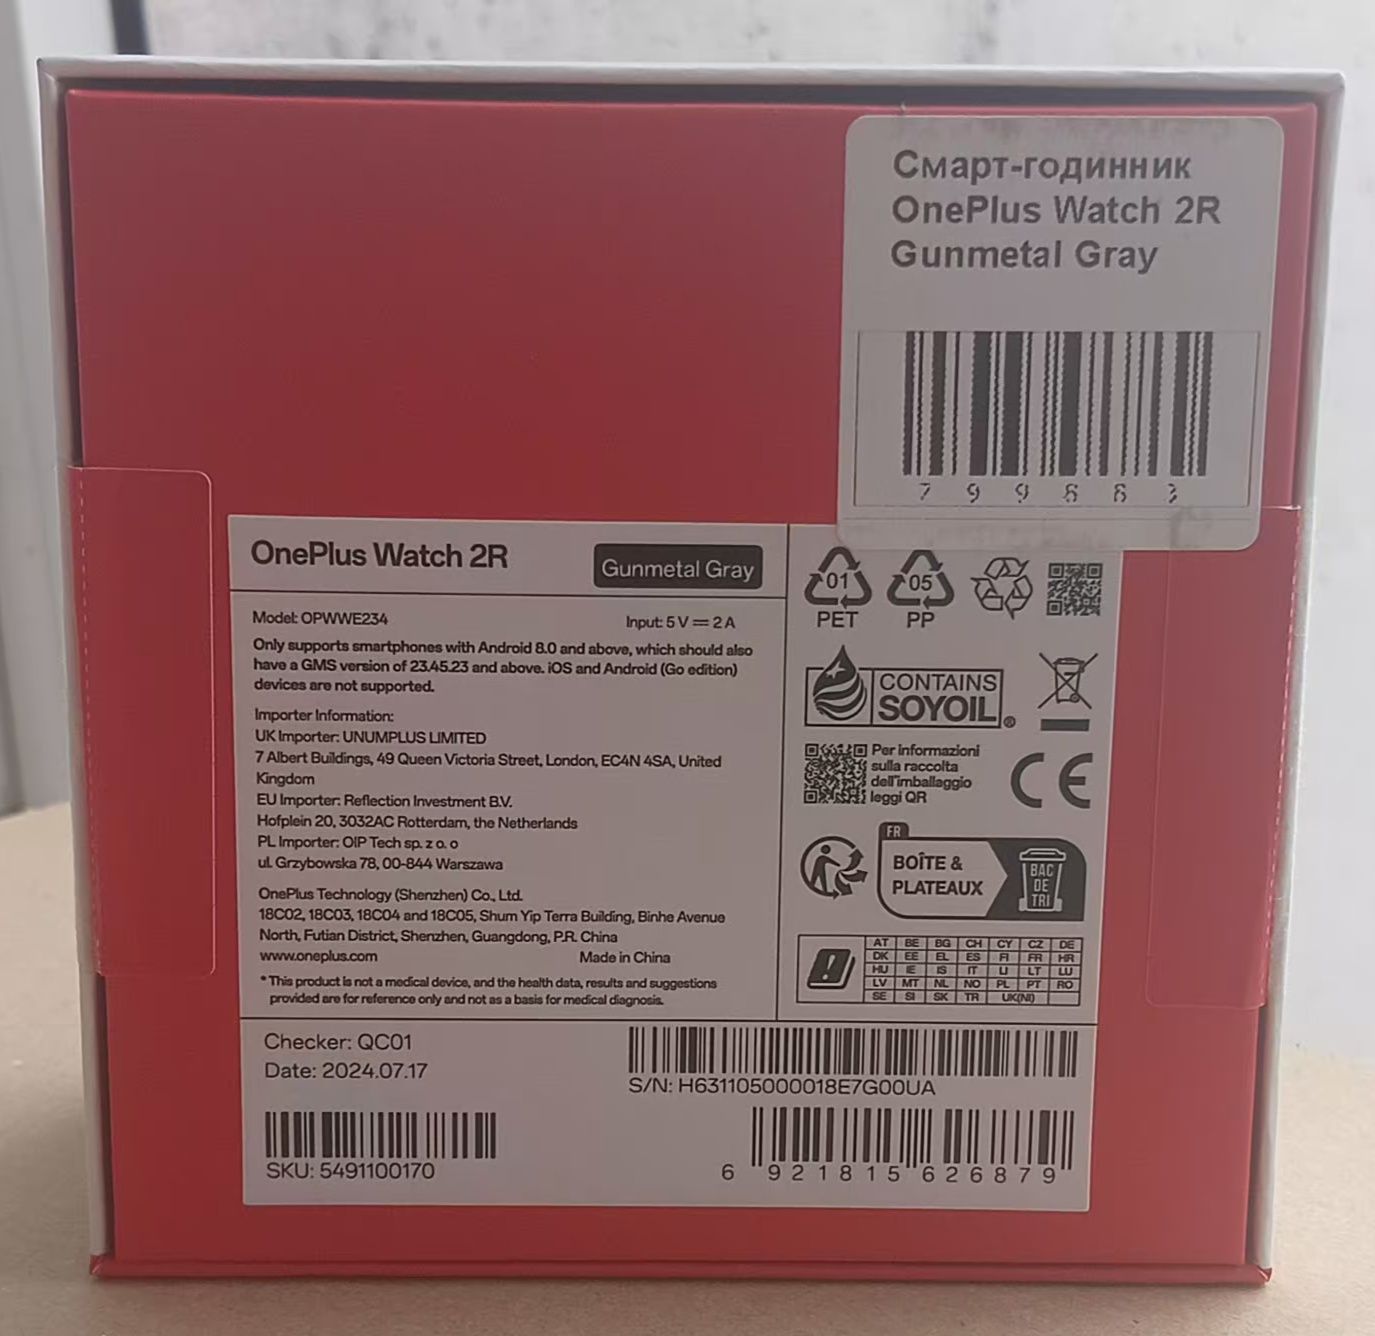 Смарт-годинник
OnePlus Watch 2R
Gunmetal Gray
799663
OnePlus Watch 2R
Gunmetal Gray
Model: OPWWE234
Input: 5 V ⎓ 2 A
Only supports smartphones with Android 8.0 and above, which should also
have a GMS version of 23.45.23 and above. iOS and Android (Go edition)
devices are not supported.
Importer Information:
UK Importer: UNUMPLUS LIMITED
7 Albert Buildings, 49 Queen Victoria Street, London, EC4N 4SA, United
Kingdom
EU Importer: Reflection Investment B.V.
Hofplein 20, 3032AC Rotterdam, the Netherlands
PL Importer: OIP Tech sp. z o. o
ul. Grzybowska 78, 00-844 Warszawa
OnePlus Technology (Shenzhen) Co., Ltd.
18C02, 18C03, 18C04 and 18C05, Shum Yip Terra Building, Binhe Avenue
North, Futian District, Shenzhen, Guangdong, P.R. China
www.oneplus.com
Made in China
*This product is not a medical device, and the health data, results and suggestions
provided are for reference only and not as a basis for medical diagnosis.
01
PET
05
PP
CONTAINS
SOYOIL®
Per informazioni
sulla raccolta
dell'imballaggio
leggi QR
CE
FR
BOÎTE &
PLATEAUX
BAC
DE
TRI
AT BE BG CH CY CZ DE
DK EE EL ES FI FR HR
HU IE IS IT LI LT LU
LV MT NL NO PL PT RO
SE SI SK TR UK(NI)
Checker: QC01
Date: 2024.07.17
S/N: H631105000018E7G00UA
SKU: 5491100170
6 921815 626879